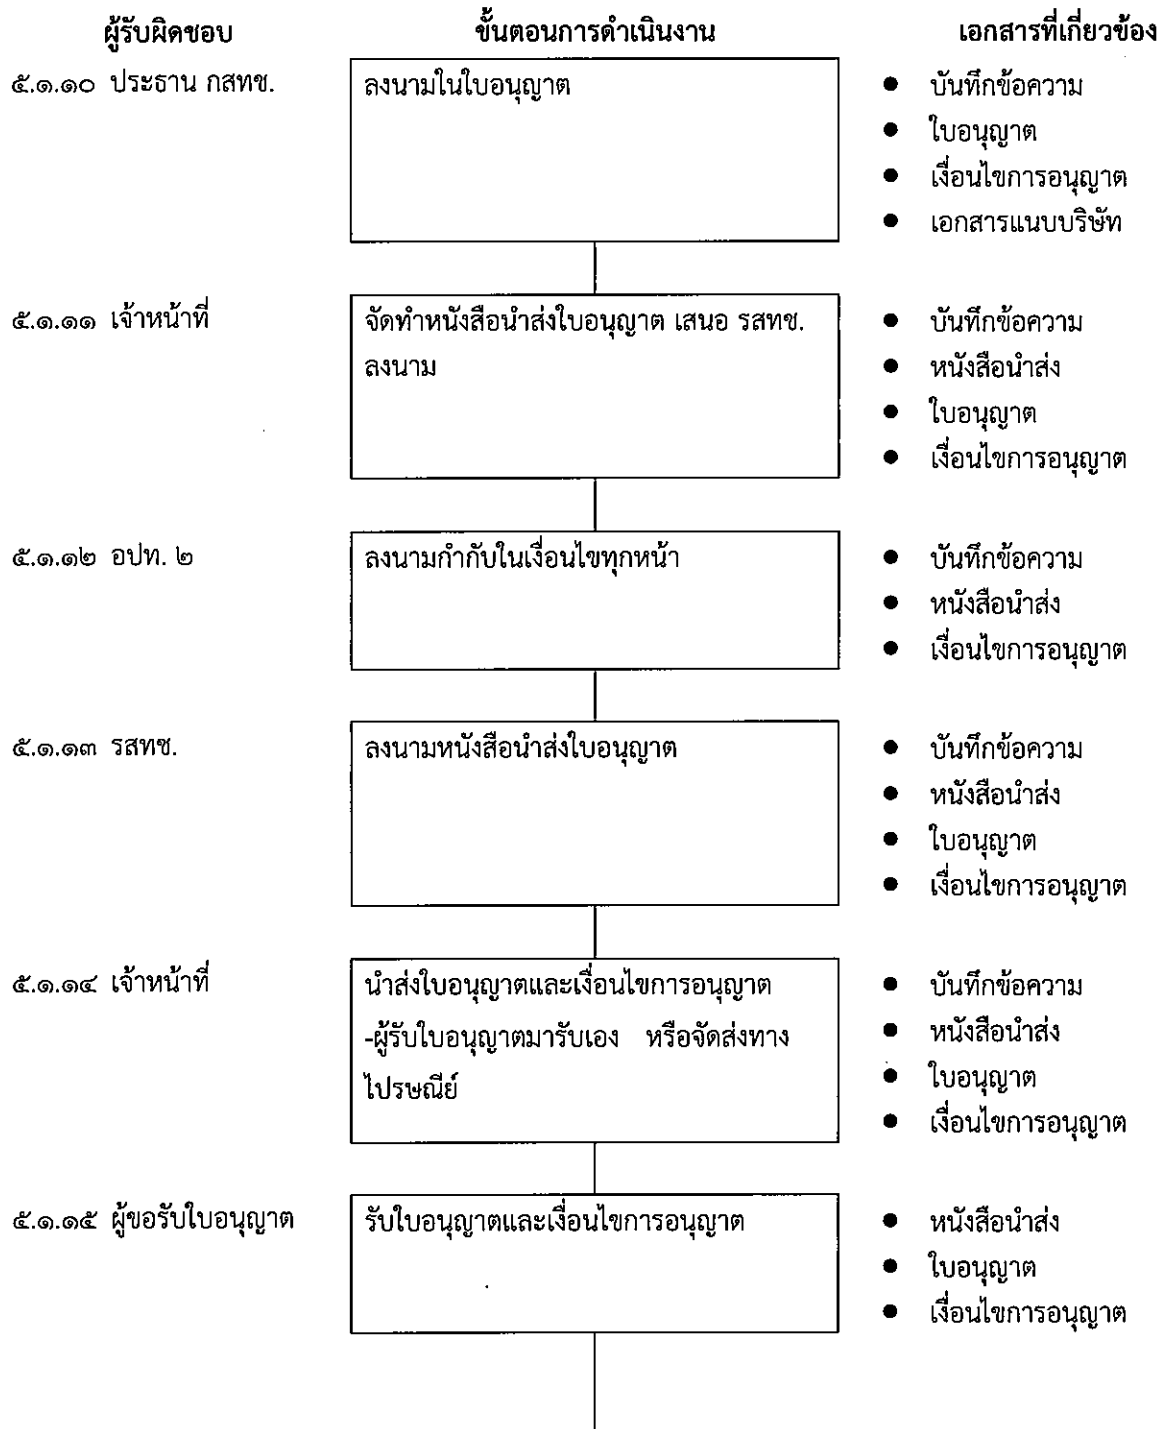 ผู้รับผิดชอบ ขั้นตอนการดำเนินงาน เอกสารที่เกี่ยวข้อง
๕.๑.๑๐ ประธาน กสทช. ลงนามในใบอนุญาต ● บันทึกข้อความ
● ใบอนุญาต
● เงื่อนไขการอนุญาต
● เอกสารแนบบริษัท
๕.๑.๑๑ เจ้าหน้าที่ จัดทำหนังสือนำส่งใบอนุญาต เสนอ รสทช. ● บันทึกข้อความ
ลงนาม ● หนังสือนำส่ง
● ใบอนุญาต
● เงื่อนไขการอนุญาต
๕.๑.๑๒ อปท. ๒ ลงนามกำกับในเงื่อนไขทุกหน้า ● บันทึกข้อความ
● หนังสือนำส่ง
● เงื่อนไขการอนุญาต
๕.๑.๑๓ รสทช. ลงนามหนังสือนำส่งใบอนุญาต ● บันทึกข้อความ
● หนังสือนำส่ง
● ใบอนุญาต
● เงื่อนไขการอนุญาต
๕.๑.๑๔ เจ้าหน้าที่ นำส่งใบอนุญาตและเงื่อนไขการอนุญาต ● บันทึกข้อความ
-ผู้รับใบอนุญาตมารับเอง หรือจัดส่งทาง ● หนังสือนำส่ง
ไปรษณีย์ ● ใบอนุญาต
● เงื่อนไขการอนุญาต
๕.๑.๑๕ ผู้ขอรับใบอนุญาต รับใบอนุญาตและเงื่อนไขการอนุญาต ● หนังสือนำส่ง
● ใบอนุญาต
● เงื่อนไขการอนุญาต